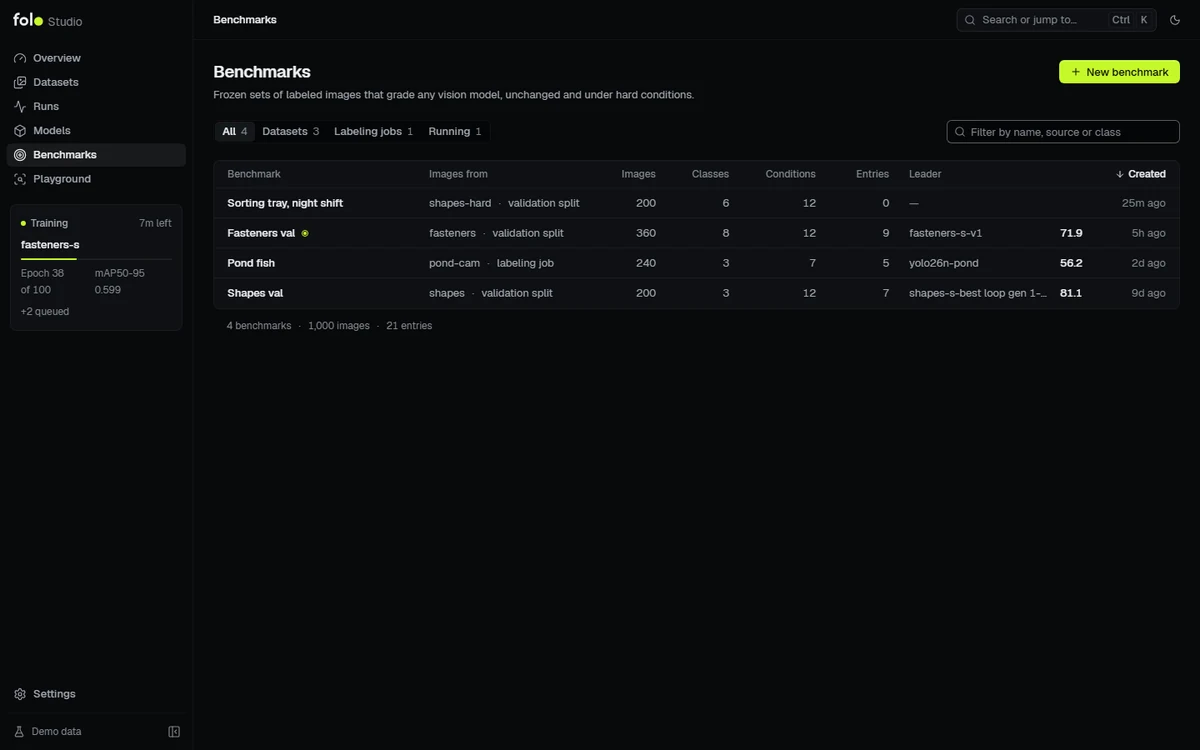 folo Studio
Overview
Datasets
Runs
Models
Benchmarks
Playground
Training 7m left
fasteners-s
Epoch 38 of 100
mAP50-95 0.599
+2 queued
Settings
Demo data
Benchmarks
Search or jump to... Ctrl K
Benchmarks
Frozen sets of labeled images that grade any vision model, unchanged and under hard conditions.
+ New benchmark
All 4 Datasets 3 Labeling jobs 1 Running 1
Filter by name, source or class
Benchmark Images from Images Classes Conditions Entries Leader ↓ Created
Sorting tray, night shift shapes-hard · validation split 200 6 12 0 — 25m ago
Fasteners val fasteners · validation split 360 8 12 9 fasteners-s-v1 71.9 5h ago
Pond fish pond-cam · labeling job 240 3 7 5 yolo26n-pond 56.2 2d ago
Shapes val shapes · validation split 200 3 12 7 shapes-s-best loop gen 1-... 81.1 9d ago
4 benchmarks · 1,000 images · 21 entries